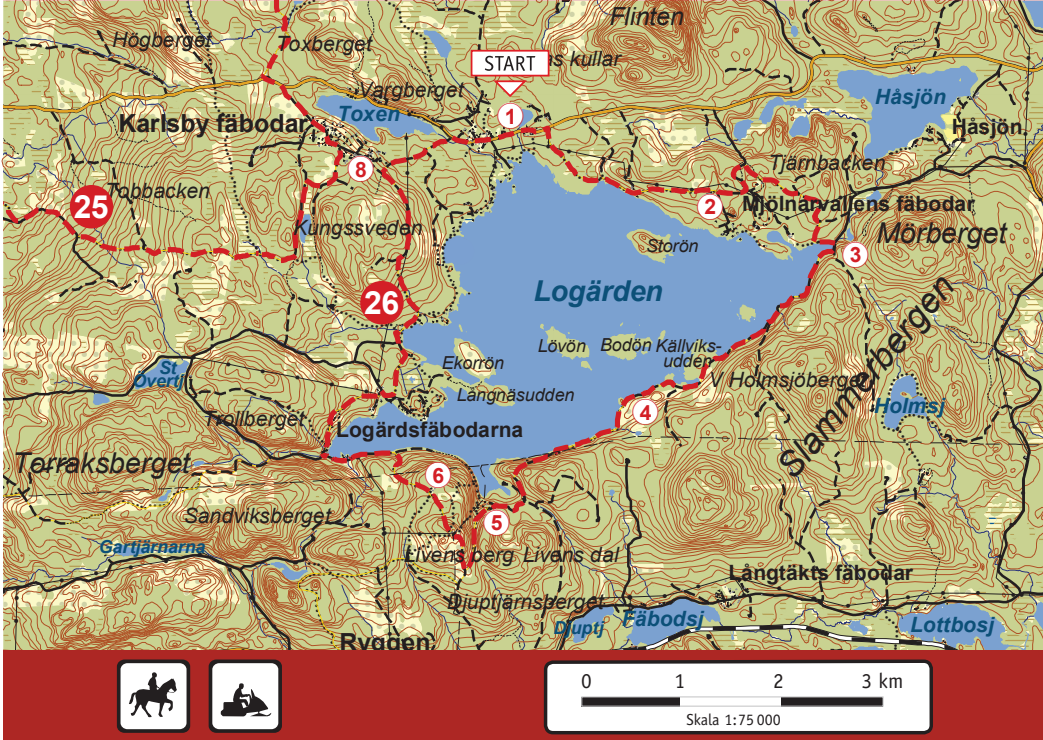 Flinten
Högberget
Toxberget
START
ns kullar
Vargberget
Håsjön
Toxen
1
Karlsby fäbodar
Håsjön
8
Tjärnbacken
Tobbacken
25
2
Mjölnarvallens fäbodar
Kungssveden
Mörberget
Storön
3
26
Logärden
Slammerbergen
Ekorrön
Lövön
Bodön
Källviks-
udden
St
Övertj
V Holmsjöberget
Långnäsudden
Holmsj
Trollberget
4
Logärdsfäbodarna
Torraksberget
6
Sandviksberget
5
Gartjärnarna
Livens berg
Livens dal
Långtäkts fäbodar
Djuptjärnsberget
Djuptj
Fäbodsj
Lottbosj
Ryggen
0 1 2 3 km
Skala 1:75 000